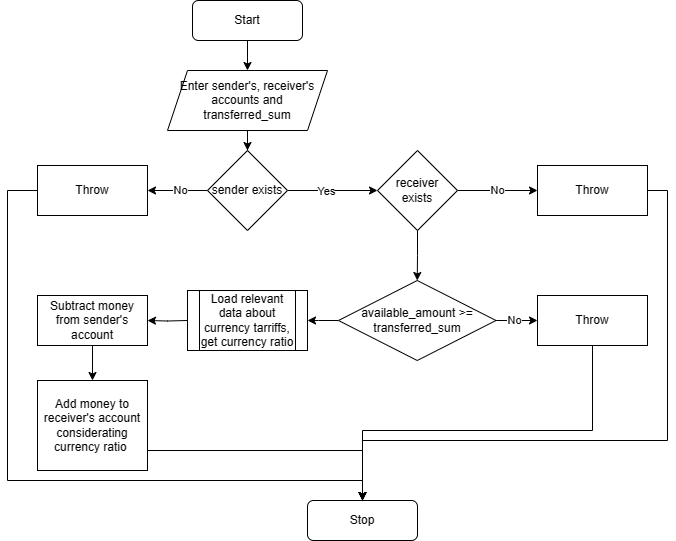 Start
Enter sender's, receiver's
accounts and
transferred_sum
Throw
No
sender exists
Yes
receiver
exists
No
Throw
Subtract money
from sender's
account
Load relevant
data about
currency tarriffs,
get currency ratio
available_amount >=
transferred_sum
No
Throw
Add money to
receiver's account
considerating
currency ratio
Stop